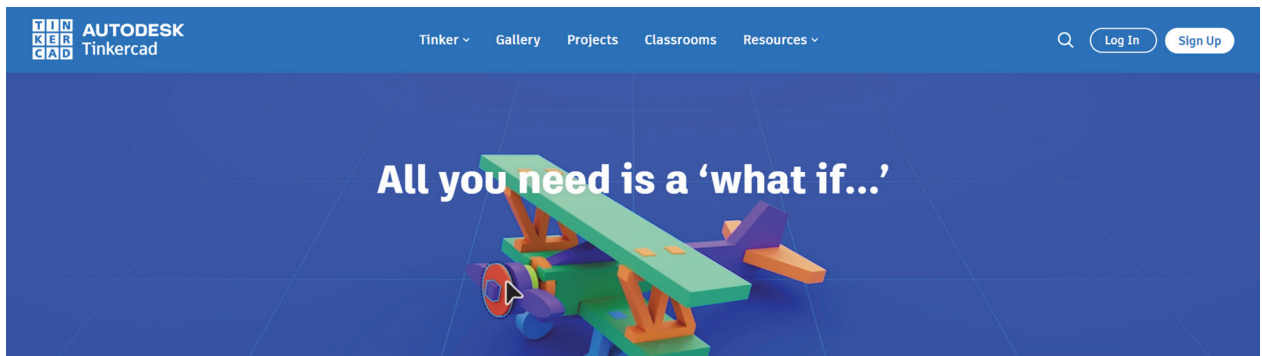 TIN
KER
CAD
AUTODESK
Tinkercad
Tinker Gallery Projects Classrooms Resources Log In Sign Up
All you need is a ‘what if...’